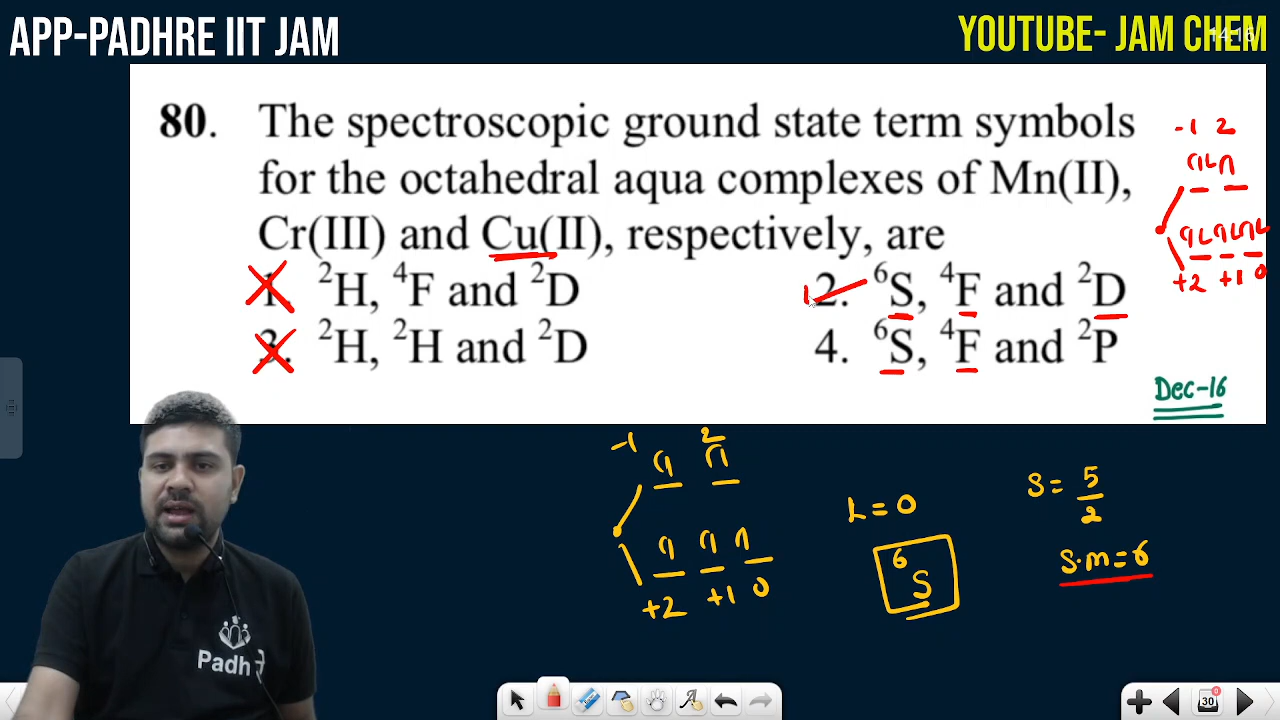 APP-PADHRE IIT JAM
YOUTUBE- JAM CHEM
80. The spectroscopic ground state term symbols
for the octahedral aqua complexes of Mn(II),
Cr(III) and Cu(II), respectively, are
1. ²H, ⁴F and ²D
2. ⁶S, ⁴F and ²D
3. ²H, ²H and ²D
4. ⁶S, ⁴F and ²P
Dec-16
-1 2
+2 +1 0
-1 2
+2 +1 0
L = 0
⁶S
S = 5/2
S.m = 6
Padh
30